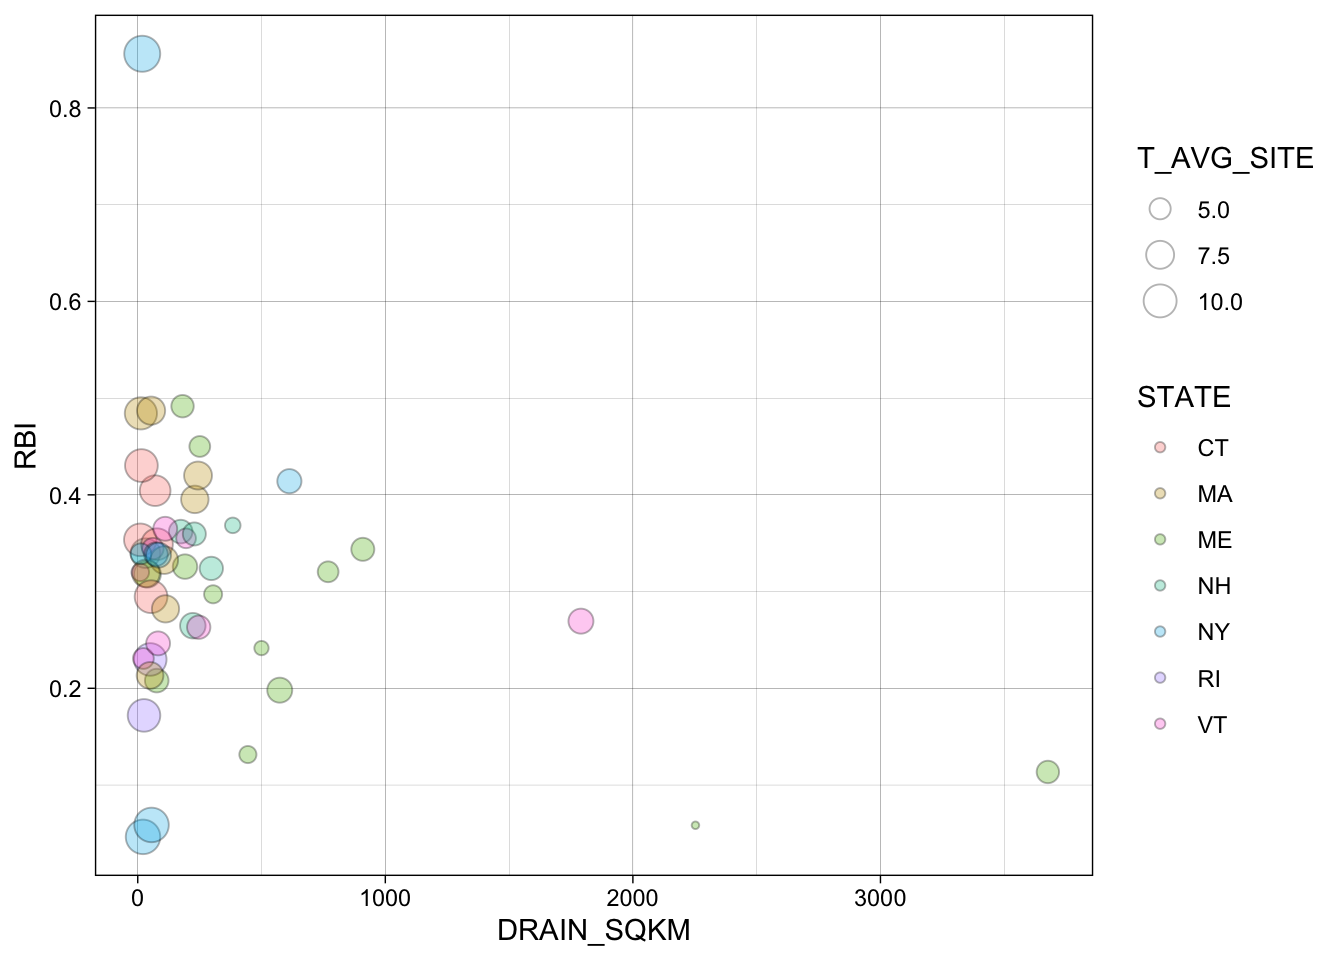 0.8
0.6
0.4
0.2
RBI
0
1000
2000
3000
DRAIN_SQKM
T_AVG_SITE
5.0
7.5
10.0
STATE
CT
MA
ME
NH
NY
RI
VT